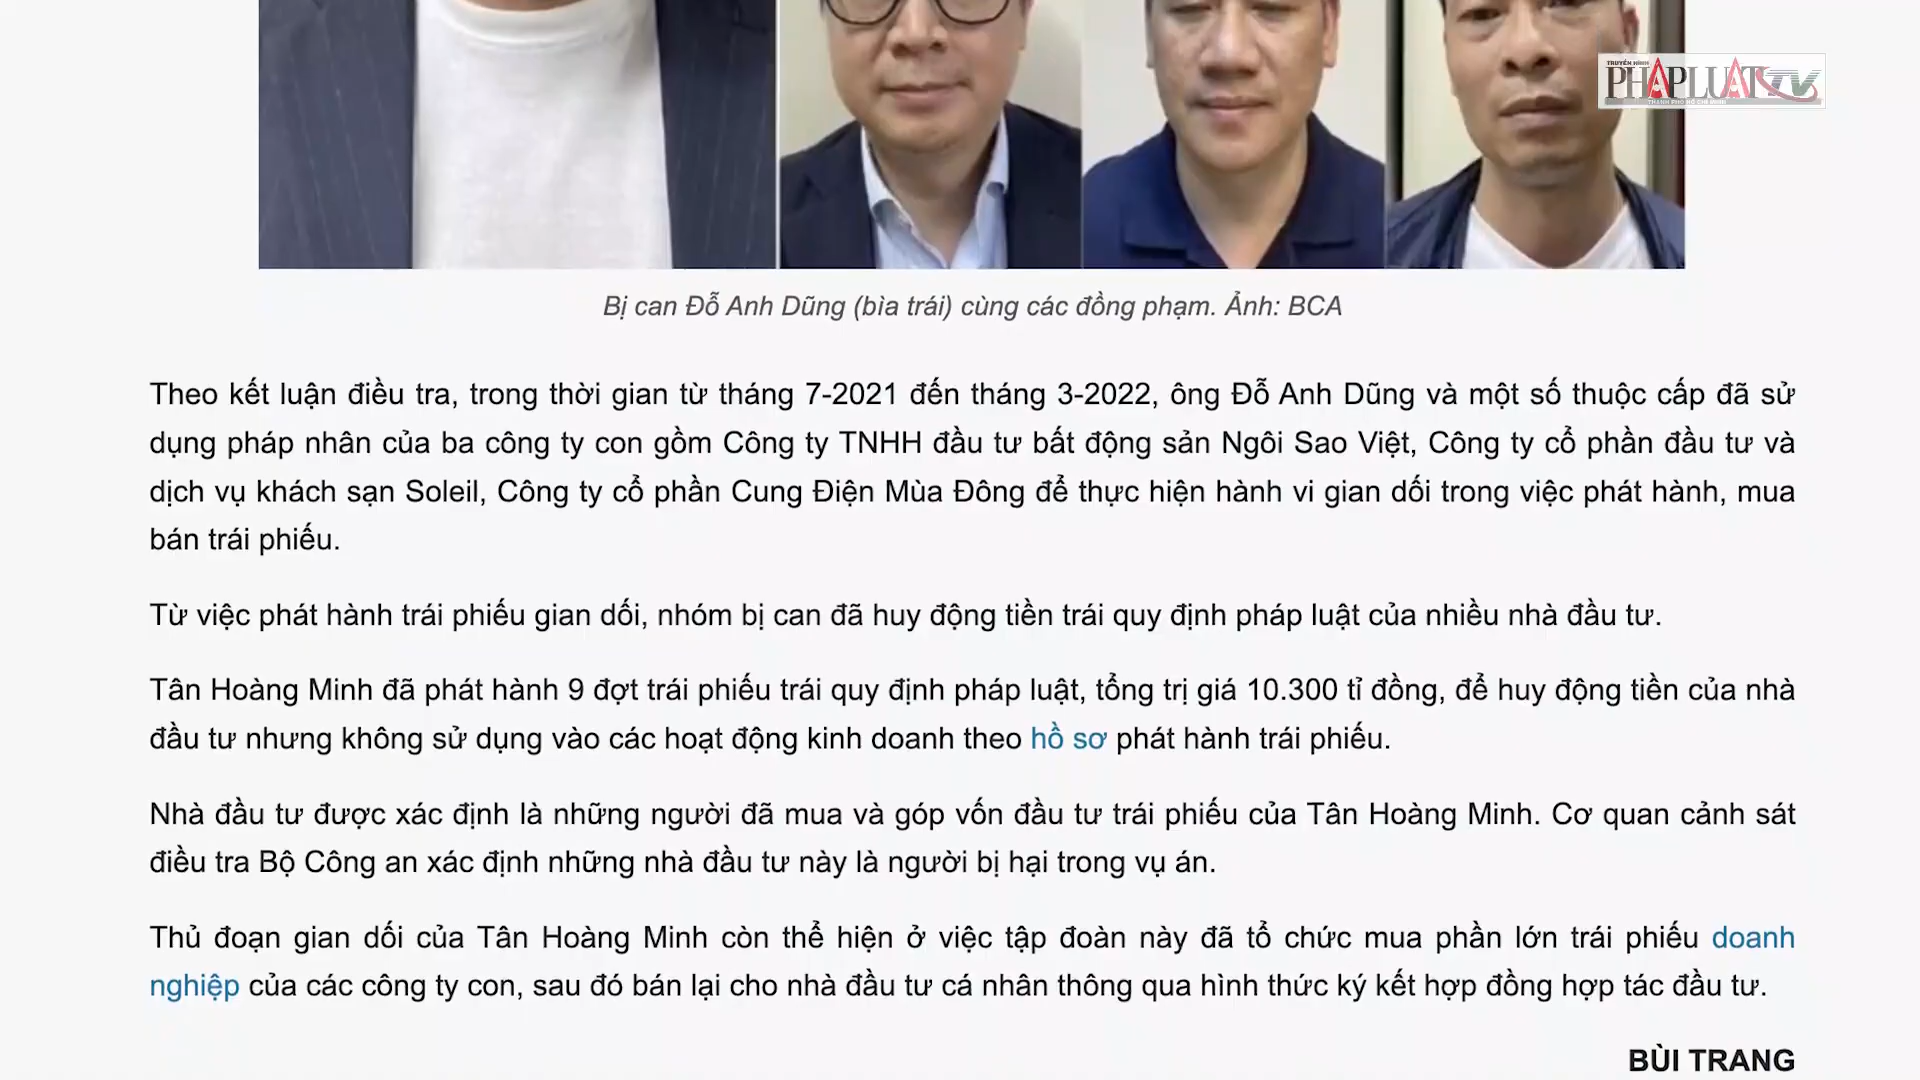 TRUYỀN HÌNH
PHÁP LUẬT TV
THÀNH PHỐ HỒ CHÍ MINH
Bị can Đỗ Anh Dũng (bìa trái) cùng các đồng phạm. Ảnh: BCA
Theo kết luận điều tra, trong thời gian từ tháng 7-2021 đến tháng 3-2022, ông Đỗ Anh Dũng và một số thuộc cấp đã sử
dụng pháp nhân của ba công ty con gồm Công ty TNHH đầu tư bất động sản Ngôi Sao Việt, Công ty cổ phần đầu tư và
dịch vụ khách sạn Soleil, Công ty cổ phần Cung Điện Mùa Đông để thực hiện hành vi gian dối trong việc phát hành, mua
bán trái phiếu.
Từ việc phát hành trái phiếu gian dối, nhóm bị can đã huy động tiền trái quy định pháp luật của nhiều nhà đầu tư.
Tân Hoàng Minh đã phát hành 9 đợt trái phiếu trái quy định pháp luật, tổng trị giá 10.300 tỉ đồng, để huy động tiền của nhà
đầu tư nhưng không sử dụng vào các hoạt động kinh doanh theo hồ sơ phát hành trái phiếu.
Nhà đầu tư được xác định là những người đã mua và góp vốn đầu tư trái phiếu của Tân Hoàng Minh. Cơ quan cảnh sát
điều tra Bộ Công an xác định những nhà đầu tư này là người bị hại trong vụ án.
Thủ đoạn gian dối của Tân Hoàng Minh còn thể hiện ở việc tập đoàn này đã tổ chức mua phần lớn trái phiếu doanh
nghiệp của các công ty con, sau đó bán lại cho nhà đầu tư cá nhân thông qua hình thức ký kết hợp đồng hợp tác đầu tư.
BÙI TRANG